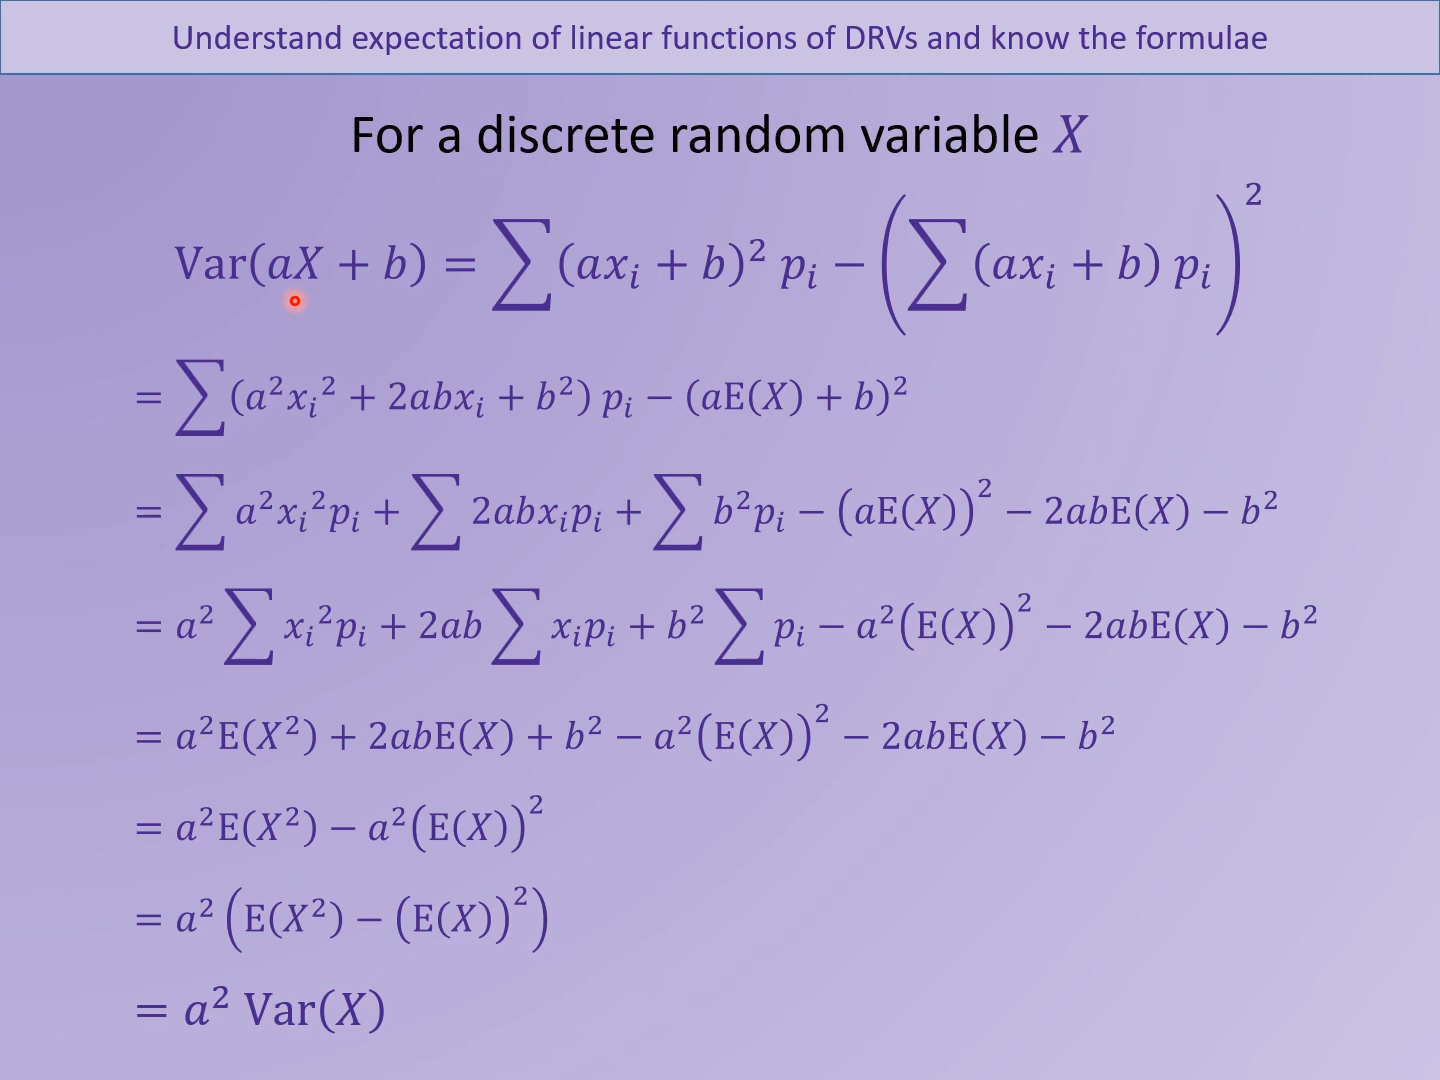 Understand expectation of linear functions of DRVs and know the formulae
For a discrete random variable X
Var(aX + b) = ∑(axᵢ + b)² pᵢ − (∑(axᵢ + b) pᵢ)²
= ∑(a²xᵢ² + 2abxᵢ + b²) pᵢ − (aE(X) + b)²
= ∑ a²xᵢ²pᵢ + ∑ 2abxᵢpᵢ + ∑ b²pᵢ − (aE(X))² − 2abE(X) − b²
= a² ∑ xᵢ²pᵢ + 2ab ∑ xᵢpᵢ + b² ∑ pᵢ − a²(E(X))² − 2abE(X) − b²
= a²E(X²) + 2abE(X) + b² − a²(E(X))² − 2abE(X) − b²
= a²E(X²) − a²(E(X))²
= a²(E(X²) − (E(X))²)
= a² Var(X)